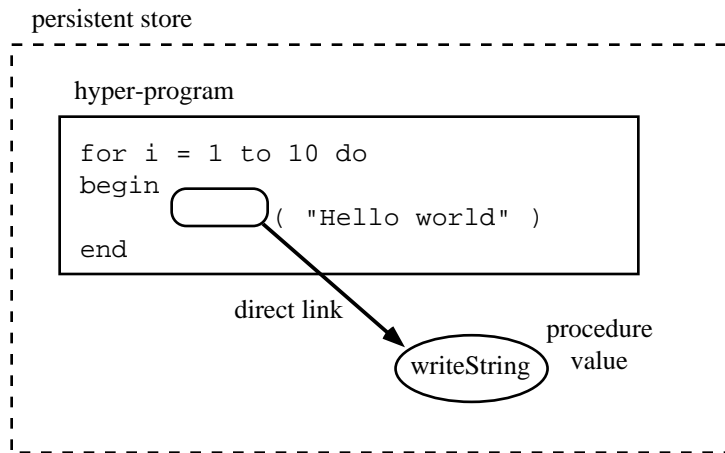 persistent store
hyper-program
for i = 1 to 10 do
begin
( "Hello world" )
end
direct link
writeString
procedure
value